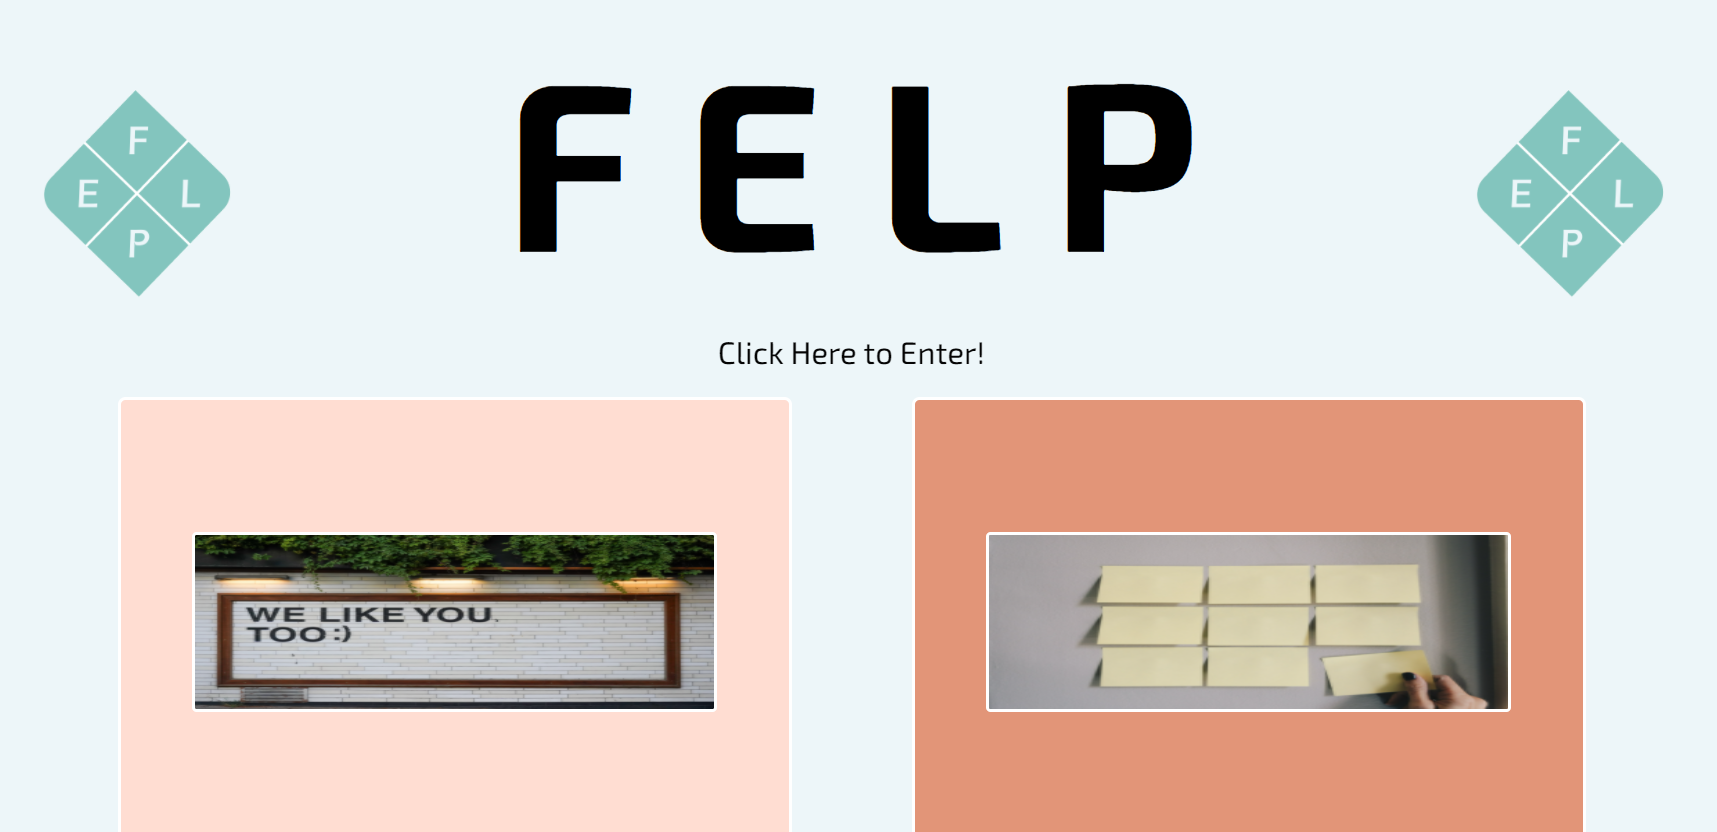 F
E L
P
FELP
F
E L
P
Click Here to Enter!
WE LIKE YOU.
TOO :)